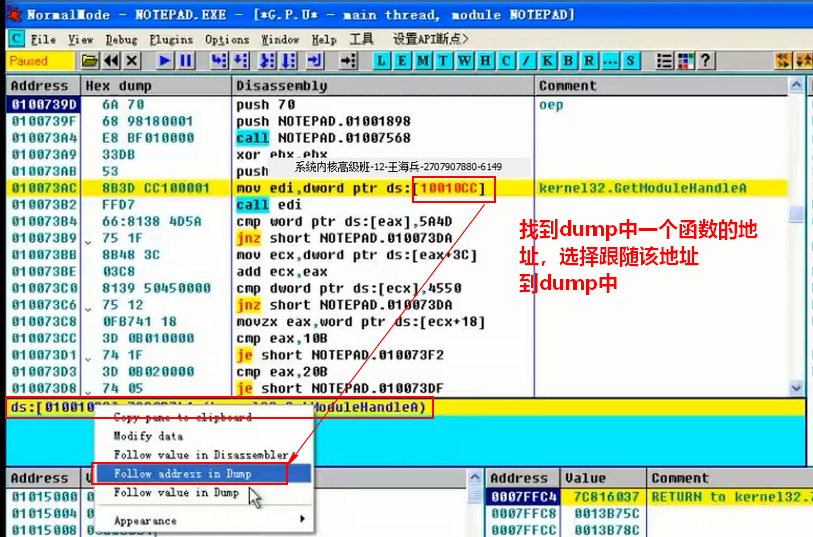 NormalMode - NOTEPAD.EXE - [*G.P.U* - main thread, module NOTEPAD]
C File View Debug Plugins Options Window Help 工具 设置API断点>
Paused L E M T W H C / K B R ... S ?
Address Hex dump Disassembly Comment
0100739D 6A 70 push 70 oep
0100739F 68 98180001 push NOTEPAD.01001898
010073A4 E8 BF010000 call NOTEPAD.01007568
010073A9 33DB xor ebx,ebx
系统内核高级班-12-王海兵-2707907880-6149
010073AB 53 push
010073AC 8B3D CC100001 mov edi,dword ptr ds:[10010CC] kernel32.GetModuleHandleA
010073B2 FFD7 call edi
010073B4 66:8138 4D5A cmp word ptr ds:[eax],5A4D
010073B9 75 1F jnz short NOTEPAD.010073DA
010073BB 8B48 3C mov ecx,dword ptr ds:[eax+3C]
010073BE 03C8 add ecx,eax
010073C0 8139 50450000 cmp dword ptr ds:[ecx],4550
010073C6 75 12 jnz short NOTEPAD.010073DA
010073C8 0FB741 18 movzx eax,word ptr ds:[ecx+18]
010073CC 3D 0B010000 cmp eax,10B
010073D1 74 1F je short NOTEPAD.010073F2
010073D3 3D 0B020000 cmp eax,20B
010073D8 74 05 je short NOTEPAD.010073DF
找到dump中一个函数的地
址，选择跟随该地址
到dump中
ds:[010010 GetModuleHandleA)
Copy pane to clipboard
Modify data
Follow value in Disassembler
Follow address in Dump
Follow value in Dump
Appearance
Address Address Value Comment
01015000 0007FFC4 7C816037 RETURN to kernel32.7
01015004 0007FFC8 0013B75C
01015008 0007FFCC 0013B78C